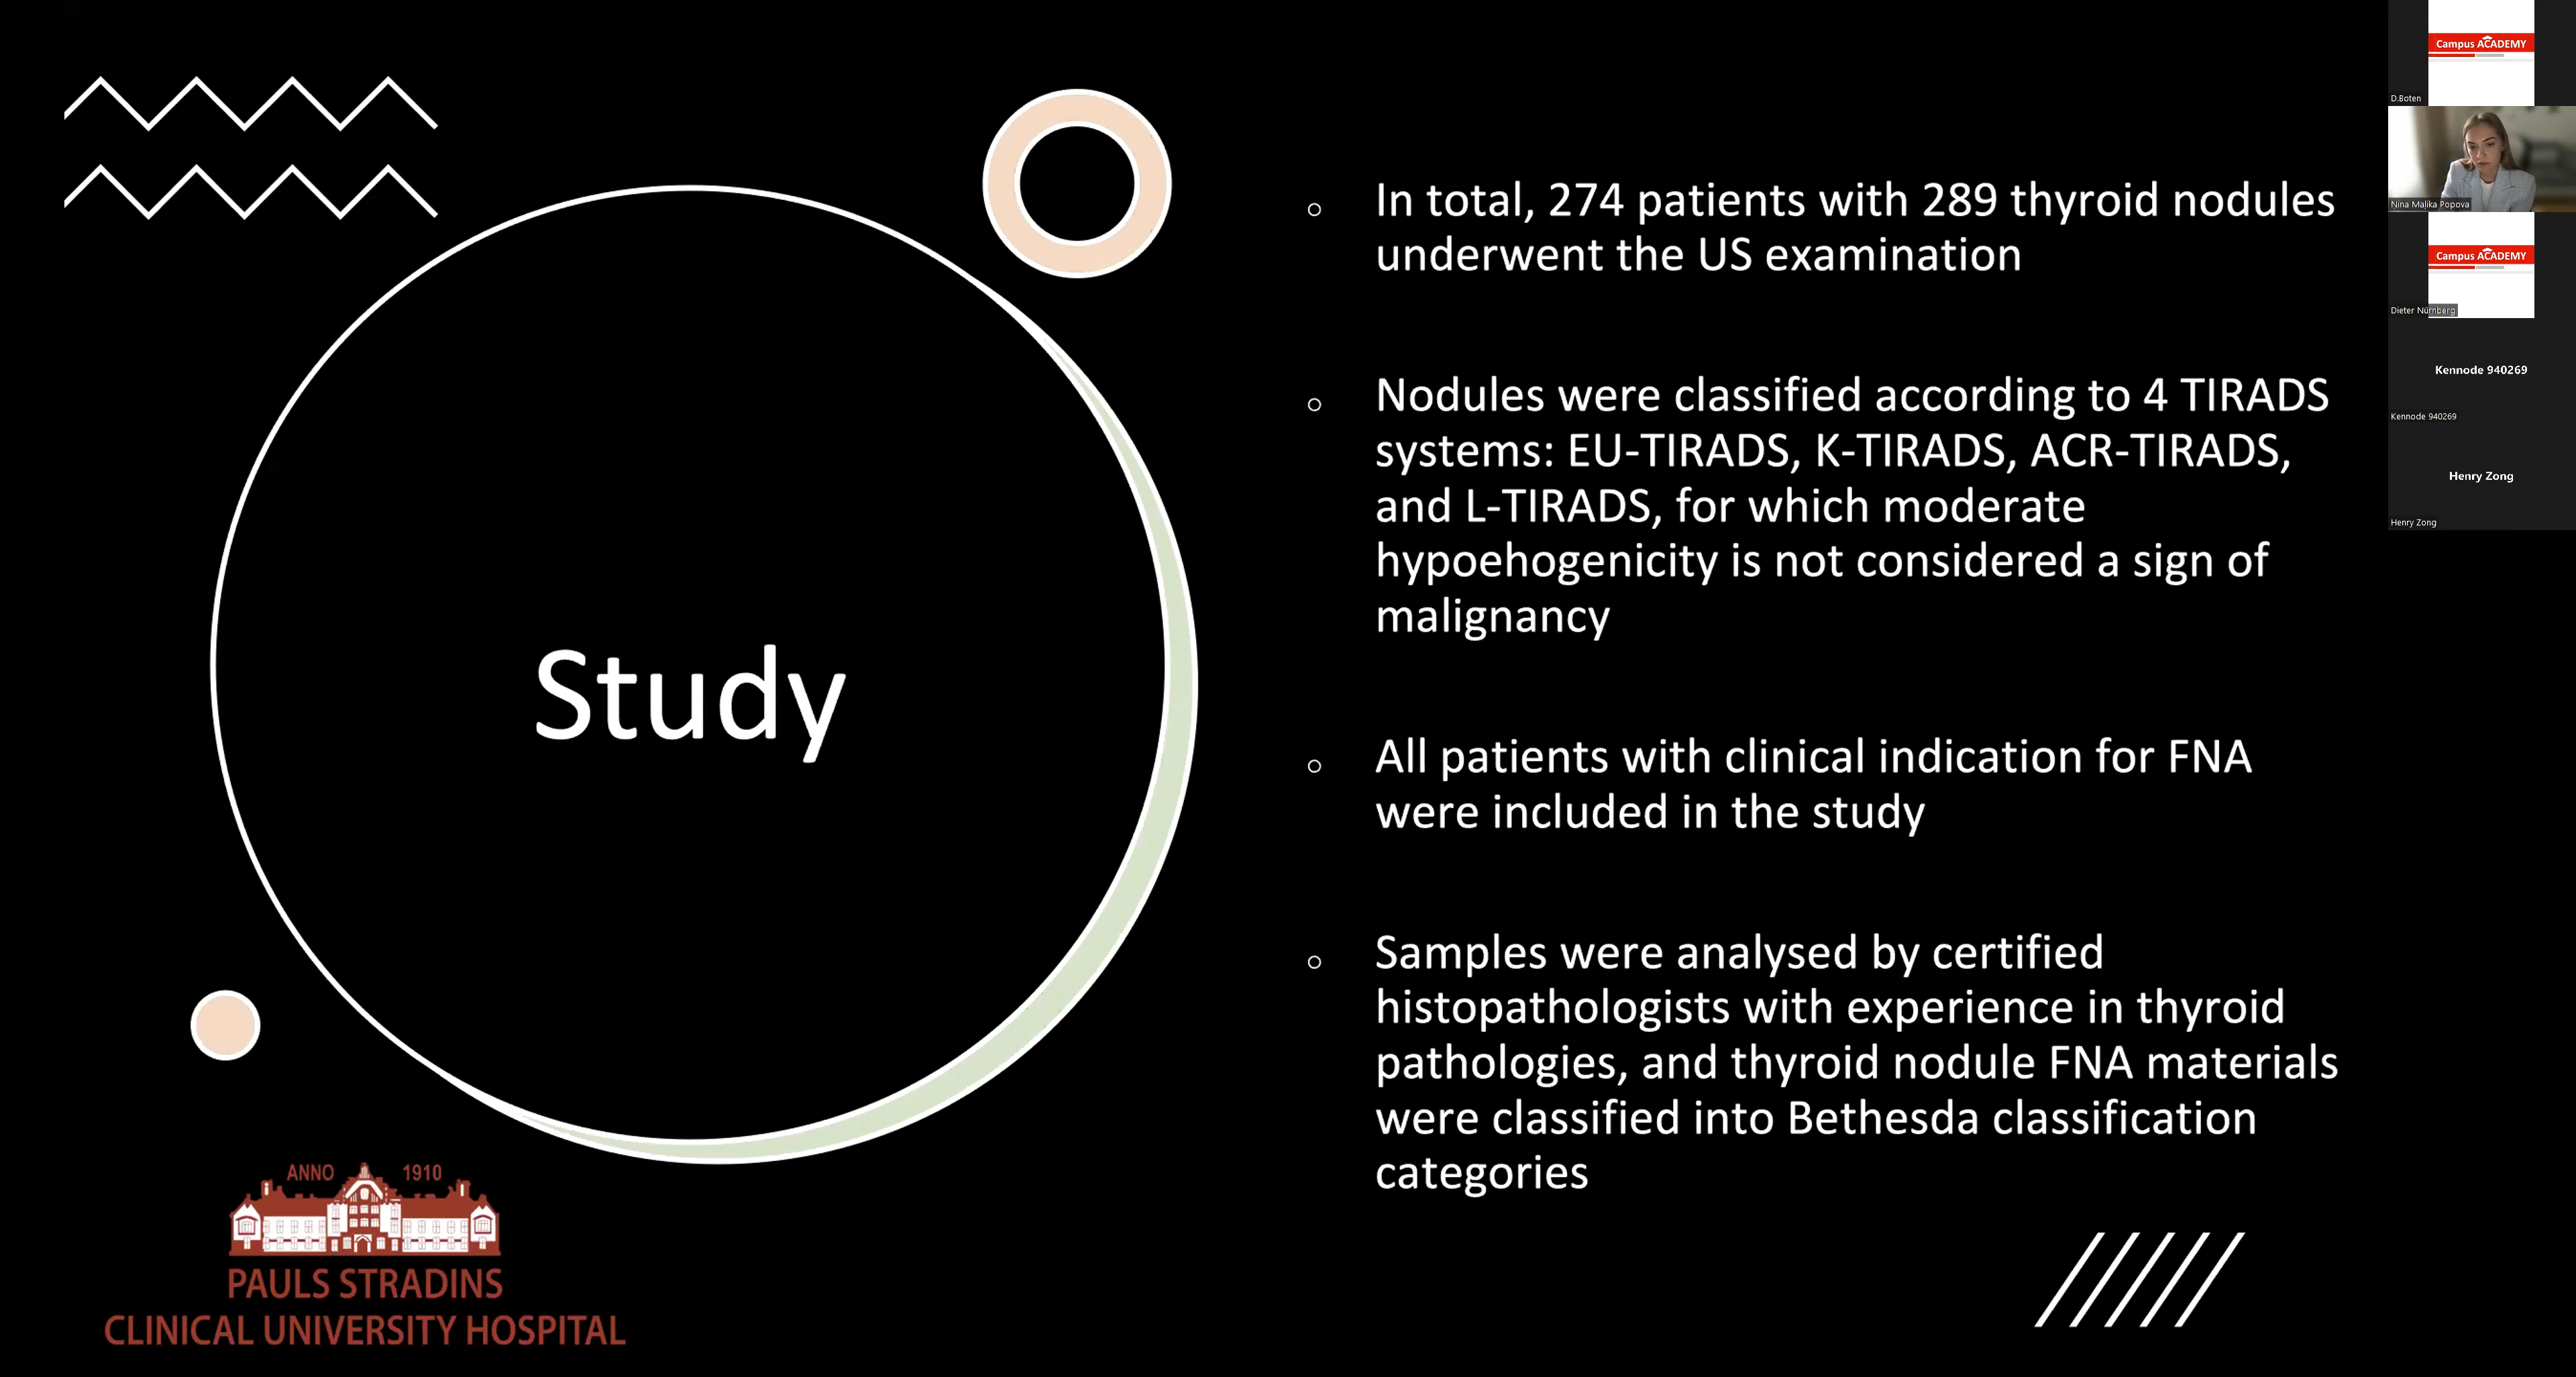 Study
In total, 274 patients with 289 thyroid nodules
underwent the US examination
Nodules were classified according to 4 TIRADS
systems: EU-TIRADS, K-TIRADS, ACR-TIRADS,
and L-TIRADS, for which moderate
hypoehogenicity is not considered a sign of
malignancy
All patients with clinical indication for FNA
were included in the study
Samples were analysed by certified
histopathologists with experience in thyroid
pathologies, and thyroid nodule FNA materials
were classified into Bethesda classification
categories
ANNO 1910
PAULS STRADINS
CLINICAL UNIVERSITY HOSPITAL
Campus ACADEMY
D.Boten
Nina Maļika Popova
Campus ACADEMY
Dieter Nürnberg
Kennode 940269
Kennode 940269
Henry Zong
Henry Zong